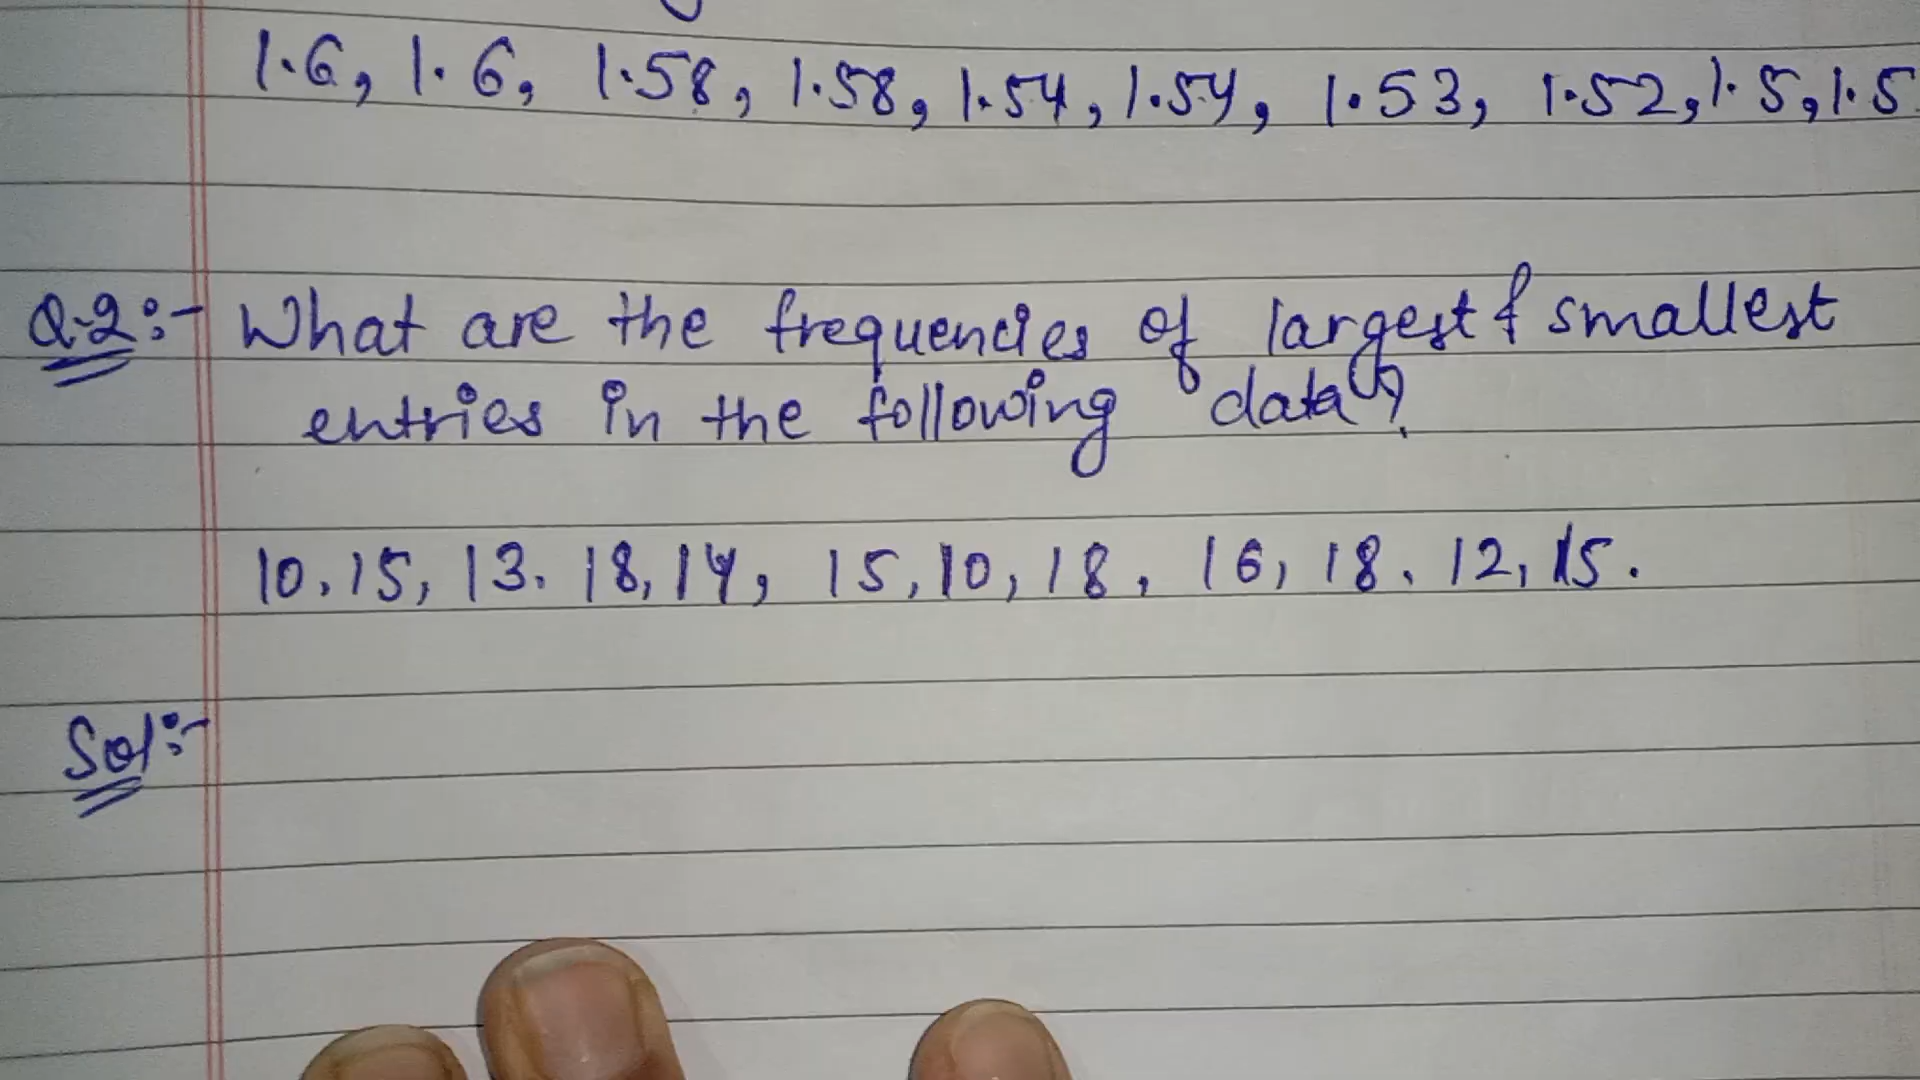 1.6, 1.6, 1.58, 1.58, 1.54, 1.54, 1.53, 1.52, 1.5, 1.5
Q.2:- What are the frequencies of largest & smallest
entries in the following data?
10, 15, 13, 18, 14, 15, 10, 18, 16, 18, 12, 15.
Sol:-